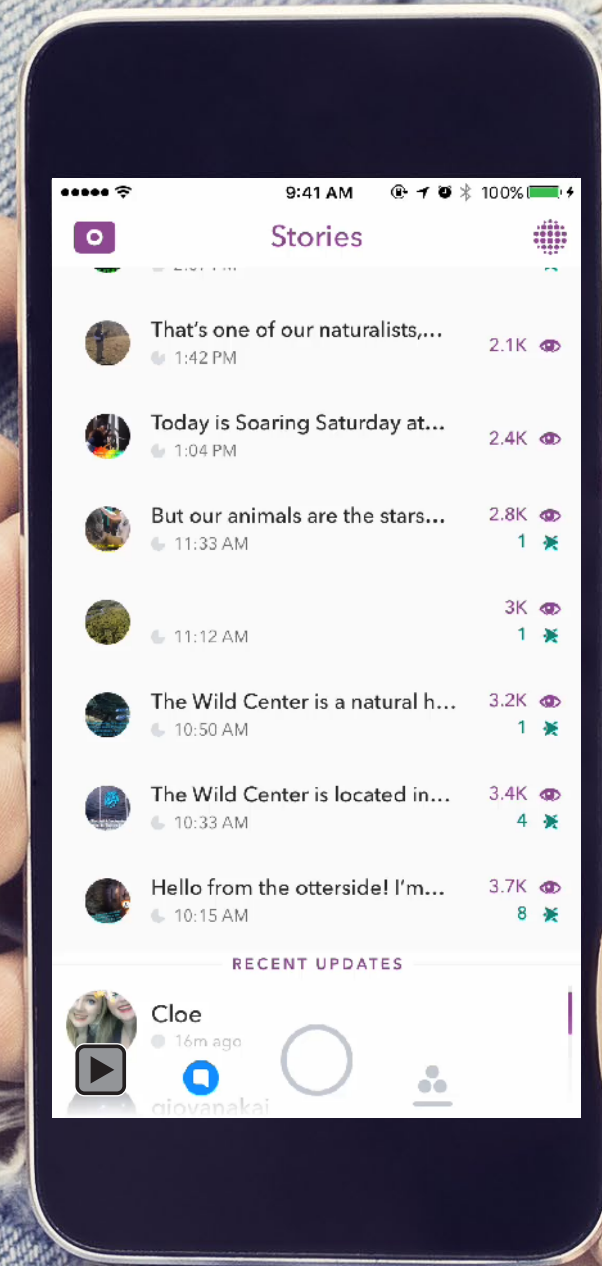 9:41 AM
100%
Stories
That's one of our naturalists,...
2.1K
1:42 PM
Today is Soaring Saturday at...
2.4K
1:04 PM
But our animals are the stars...
2.8K
11:33 AM
1
3K
11:12 AM
1
The Wild Center is a natural h...
3.2K
10:50 AM
1
The Wild Center is located in...
3.4K
10:33 AM
4
Hello from the otterside! I'm...
3.7K
10:15 AM
8
RECENT UPDATES
Cloe
16m ago
giovanakai